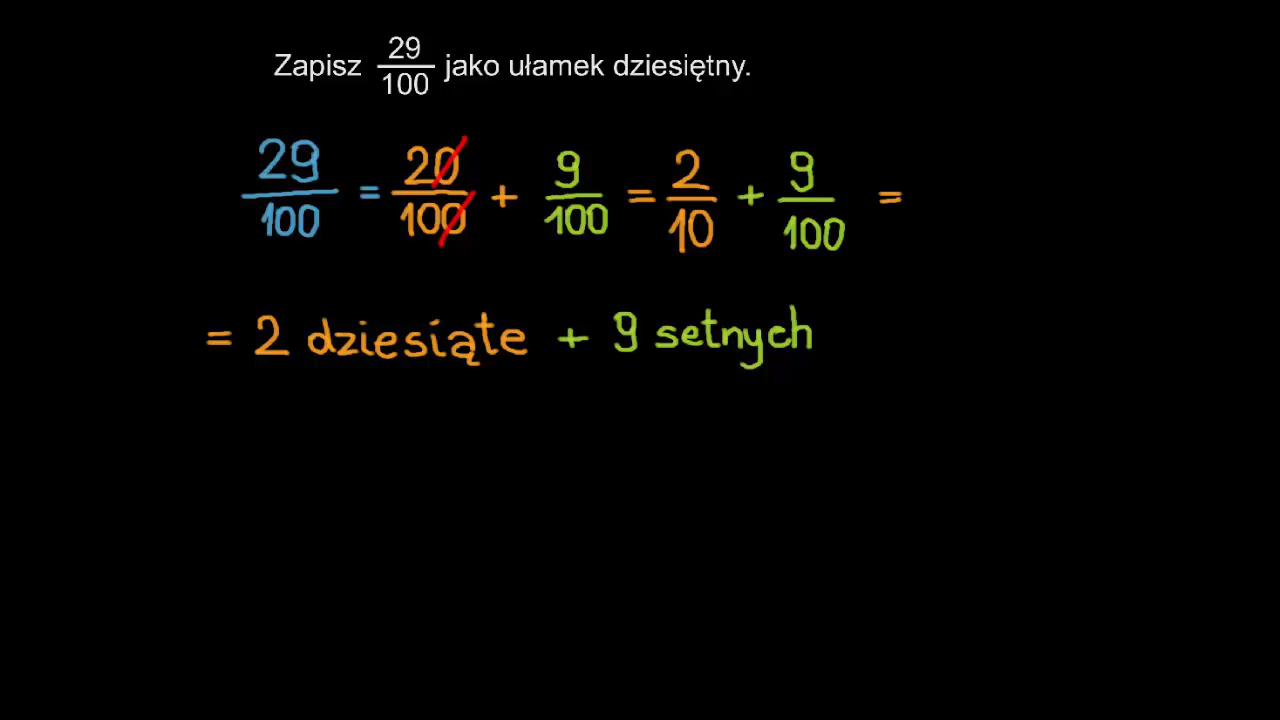 Zapisz 29/100 jako ułamek dziesiętny.
29/100 = 20/100 + 9/100 = 2/10 + 9/100 =
= 2 dziesiąte + 9 setnych